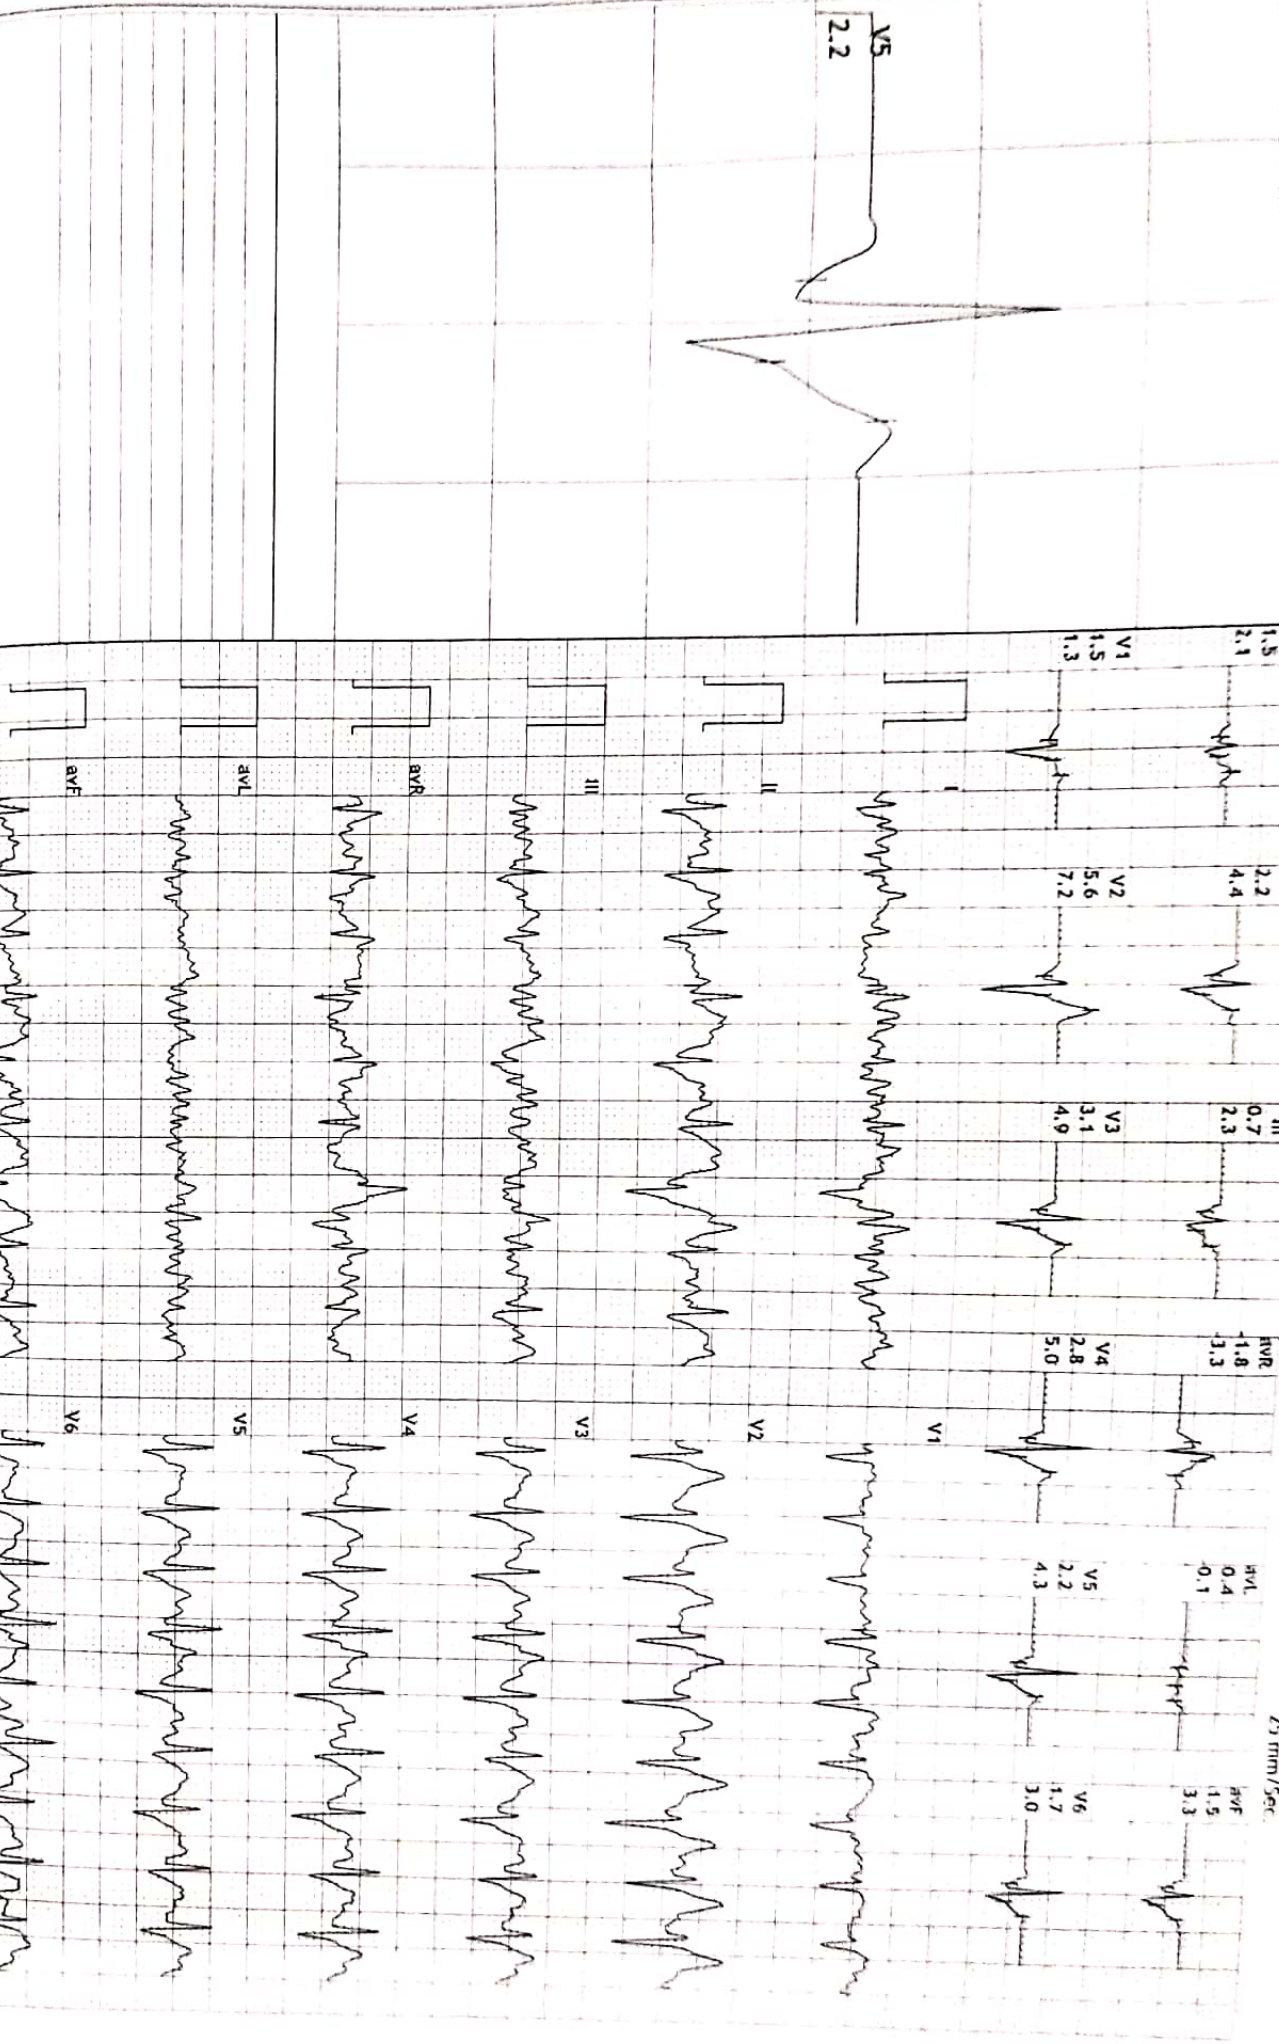 25 mm/Sec.
III avR avL avF
1.5 2.2 0.7 -1.8 0.4 1.5
2.1 4.4 2.3 -3.3 -0.1 3.3
V1 V2 V3 V4 V5 V6
1.5 5.6 3.1 2.8 2.2 1.7
1.3 7.2 4.9 5.0 4.3 3.0
V5
2.2
I V1
II V2
III V3
avR V4
avL V5
avF V6